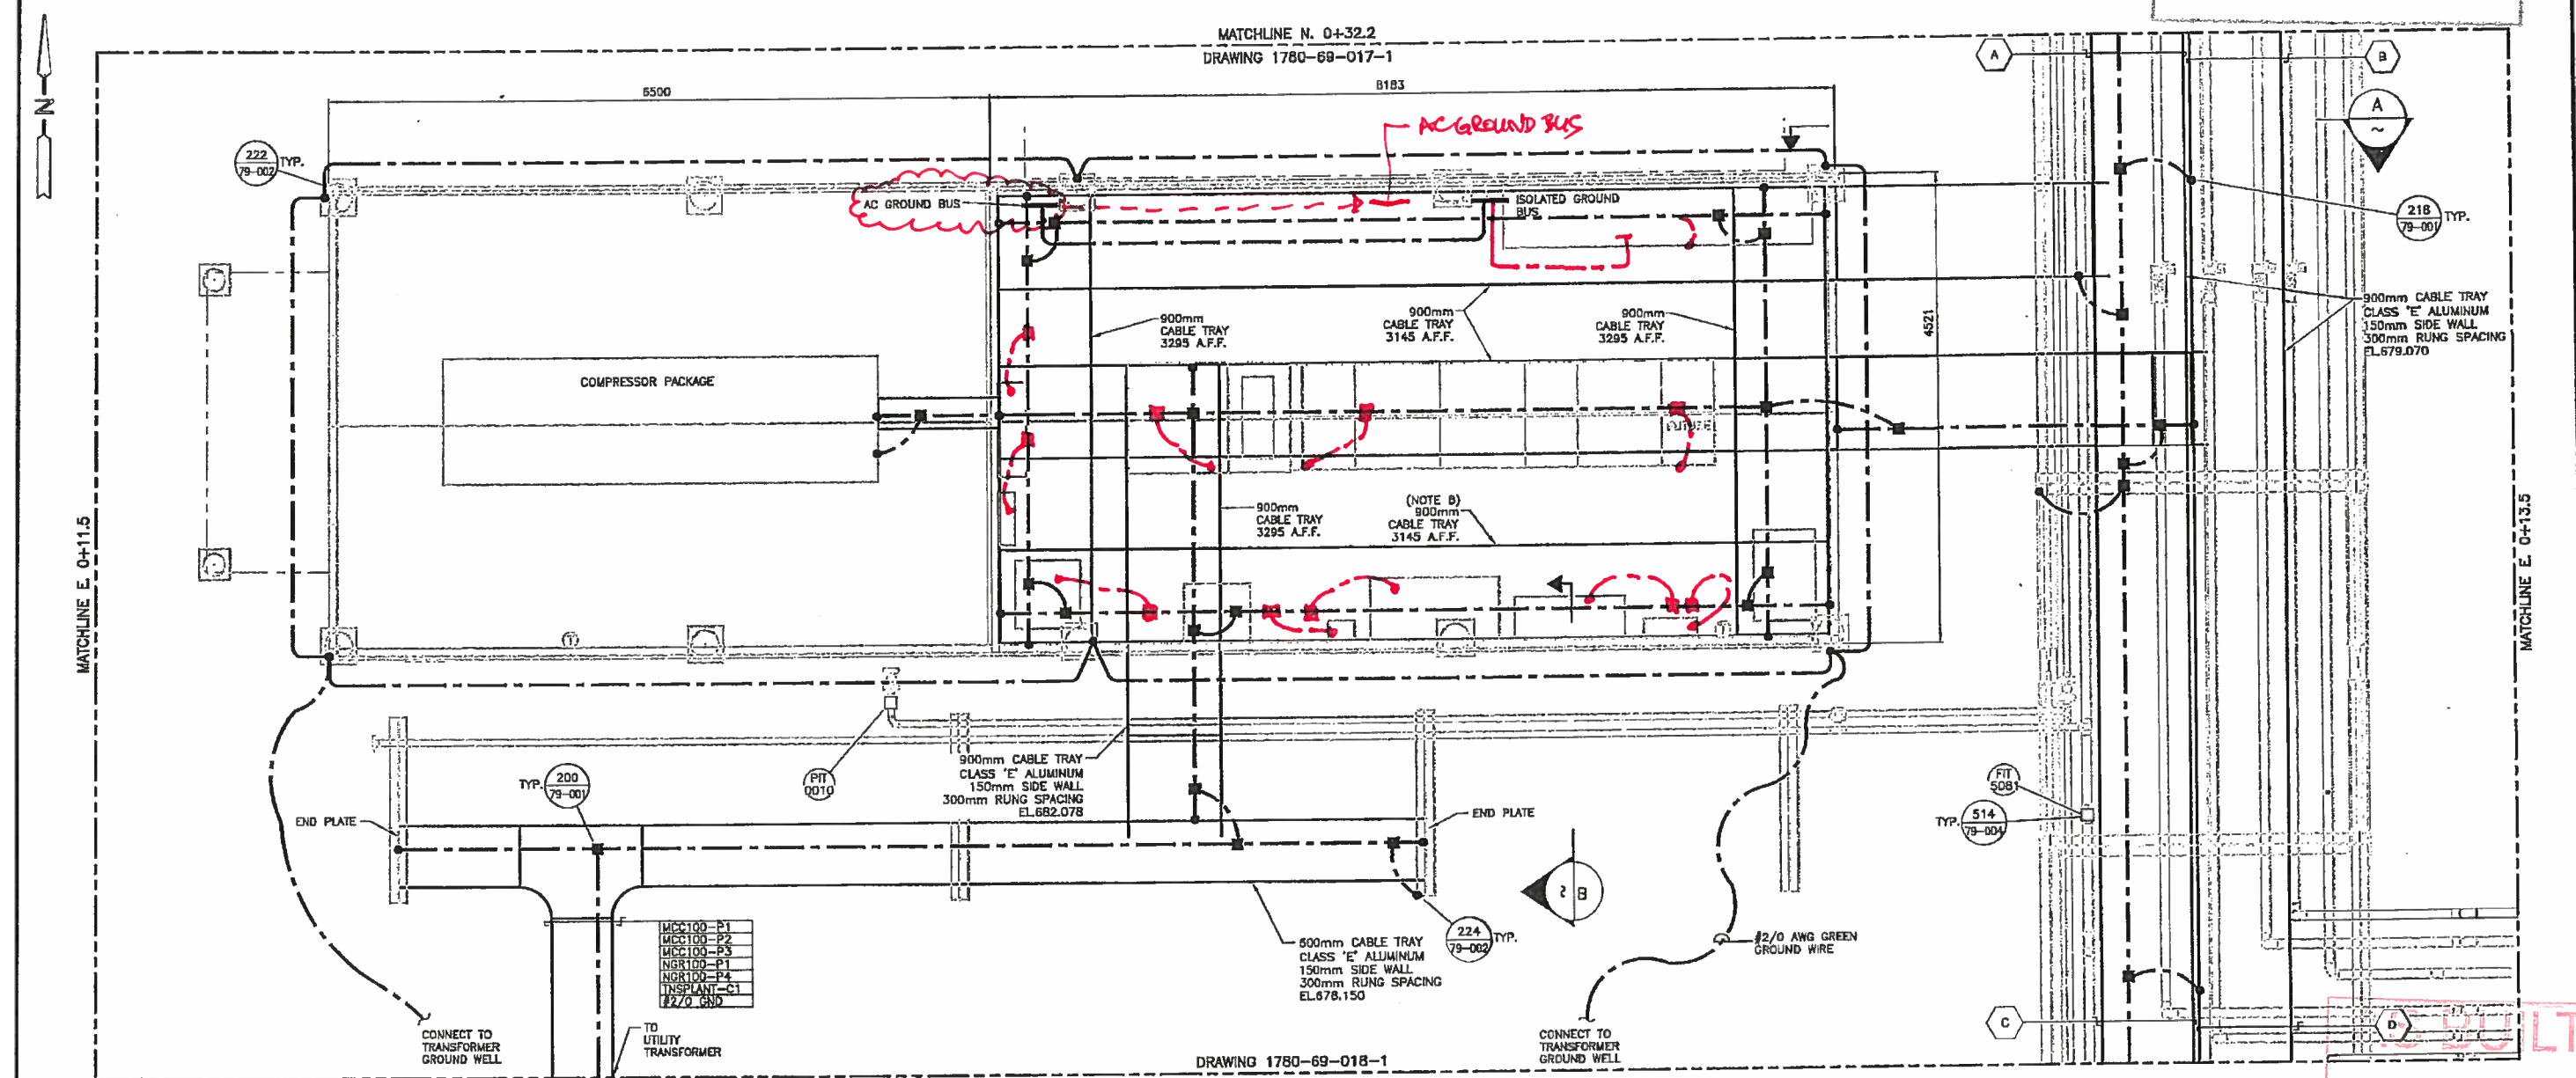 MATCHLINE N. 0+32.2
DRAWING 1780-69-017-1
N
A
B
6500
8183
AC GROUND BUS
A
~
222
79-002
TYP.
AC GROUND BUS
ISOLATED GROUND
BUS
218
79-001
TYP.
900mm
CABLE TRAY
3295 A.F.F.
900mm
CABLE TRAY
3145 A.F.F.
900mm
CABLE TRAY
3295 A.F.F.
4521
900mm CABLE TRAY
CLASS 'E' ALUMINUM
150mm SIDE WALL
300mm RUNG SPACING
EL.679.070
COMPRESSOR PACKAGE
FUTURE
900mm
CABLE TRAY
3295 A.F.F.
(NOTE 8)
900mm
CABLE TRAY
3145 A.F.F.
MATCHLINE E. 0+11.5
MATCHLINE E. 0+13.5
PIT
0010
TYP.
200
79-001
900mm CABLE TRAY
CLASS 'E' ALUMINUM
150mm SIDE WALL
300mm RUNG SPACING
EL.682.078
END PLATE
END PLATE
FIT
5081
TYP.
514
79-004
B
~
224
79-002
TYP.
MCC100-P1
MCC100-P2
MCC100-P3
NGR100-P1
NGR100-P4
TNSPLANT-C1
#2/0 GND
600mm CABLE TRAY
CLASS 'E' ALUMINUM
150mm SIDE WALL
300mm RUNG SPACING
EL.678.150
#2/0 AWG GREEN
GROUND WIRE
CONNECT TO
TRANSFORMER
GROUND WELL
TO
UTILITY
TRANSFORMER
CONNECT TO
TRANSFORMER
GROUND WELL
C
D
DRAWING 1780-69-018-1